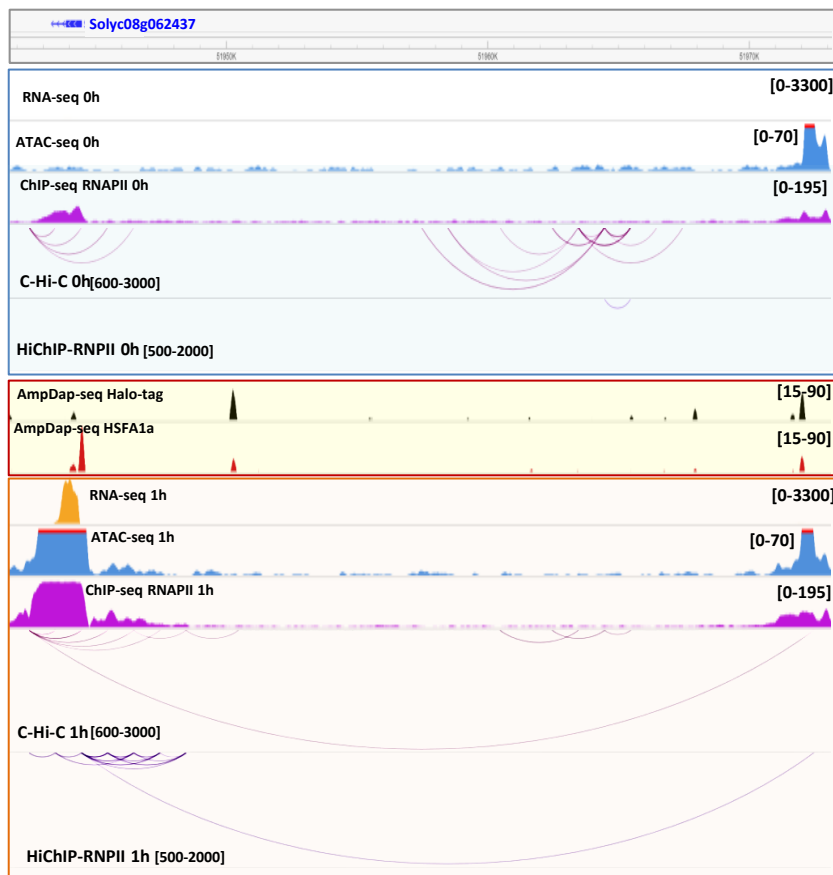 Solyc08g062437
51950K 51960K 51970K
[0-3300]
RNA-seq 0h
[0-70]
ATAC-seq 0h
ChIP-seq RNAPII 0h [0-195]
C-Hi-C 0h[600-3000]
HiChIP-RNPII 0h [500-2000]
AmpDap-seq Halo-tag [15-90]
AmpDap-seq HSFA1a [15-90]
RNA-seq 1h [0-3300]
ATAC-seq 1h [0-70]
ChIP-seq RNAPII 1h [0-195]
C-Hi-C 1h[600-3000]
HiChIP-RNPII 1h [500-2000]